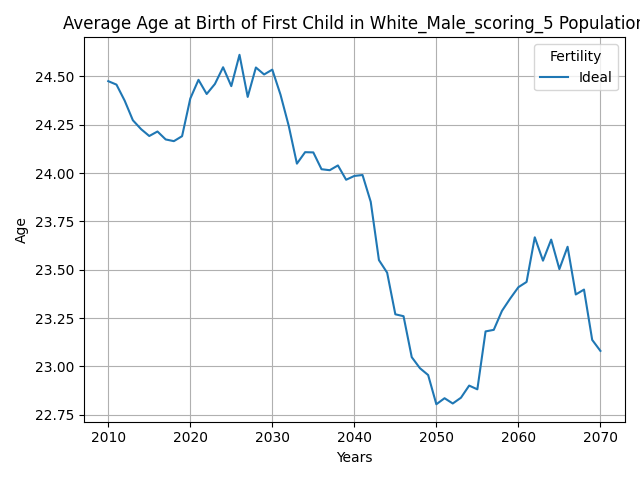 Average Age at Birth of First Child in White_Male_scoring_5 Population
Fertility
Ideal
24.50
24.25
24.00
23.75
23.50
23.25
23.00
22.75
Age
2010 2020 2030 2040 2050 2060 2070
Years